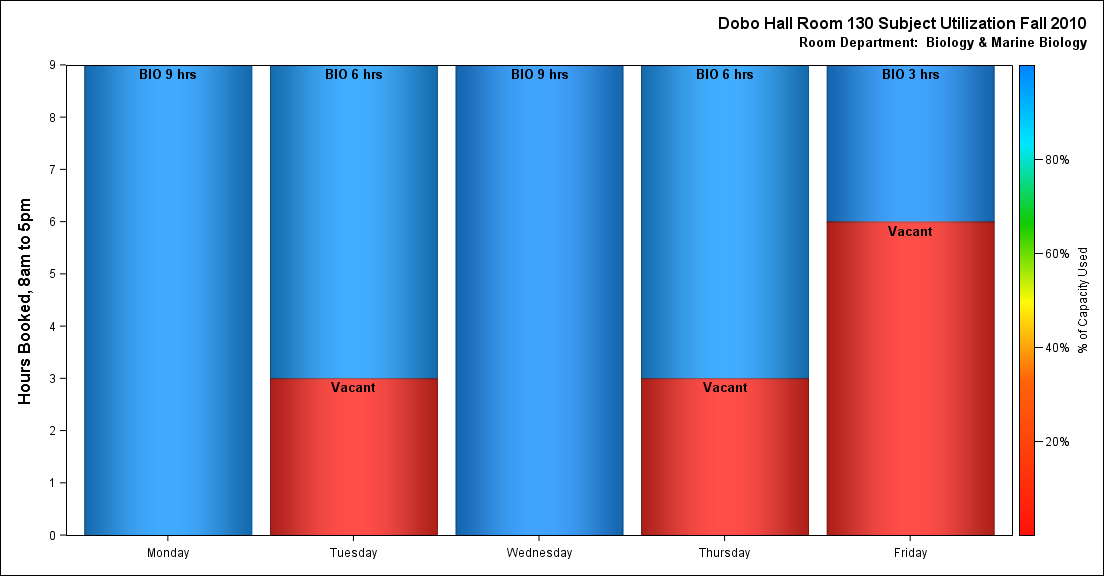 Dobo Hall Room 130 Subject Utilization Fall 2010
Room Department:  Biology & Marine Biology
Hours Booked, 8am to 5pm
9
8
7
6
5
4
3
2
1
0
BIO 9 hrs
BIO 6 hrs
BIO 9 hrs
BIO 6 hrs
BIO 3 hrs
Vacant
Vacant
Vacant
Monday
Tuesday
Wednesday
Thursday
Friday
80%
60%
40%
20%
% of Capacity Used